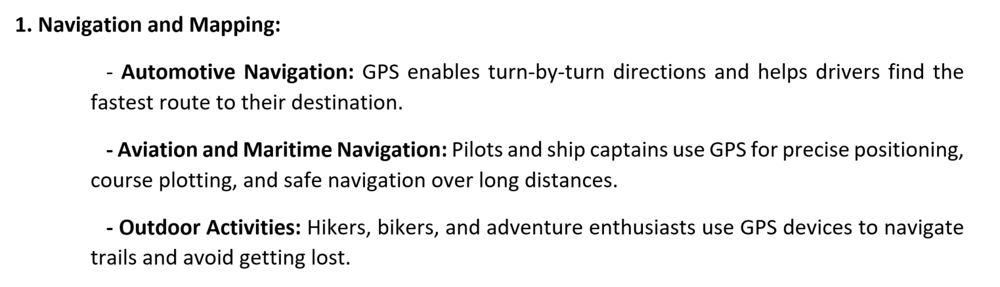 1. Navigation and Mapping:
- Automotive Navigation: GPS enables turn-by-turn directions and helps drivers find the
fastest route to their destination.
- Aviation and Maritime Navigation: Pilots and ship captains use GPS for precise positioning,
course plotting, and safe navigation over long distances.
- Outdoor Activities: Hikers, bikers, and adventure enthusiasts use GPS devices to navigate
trails and avoid getting lost.